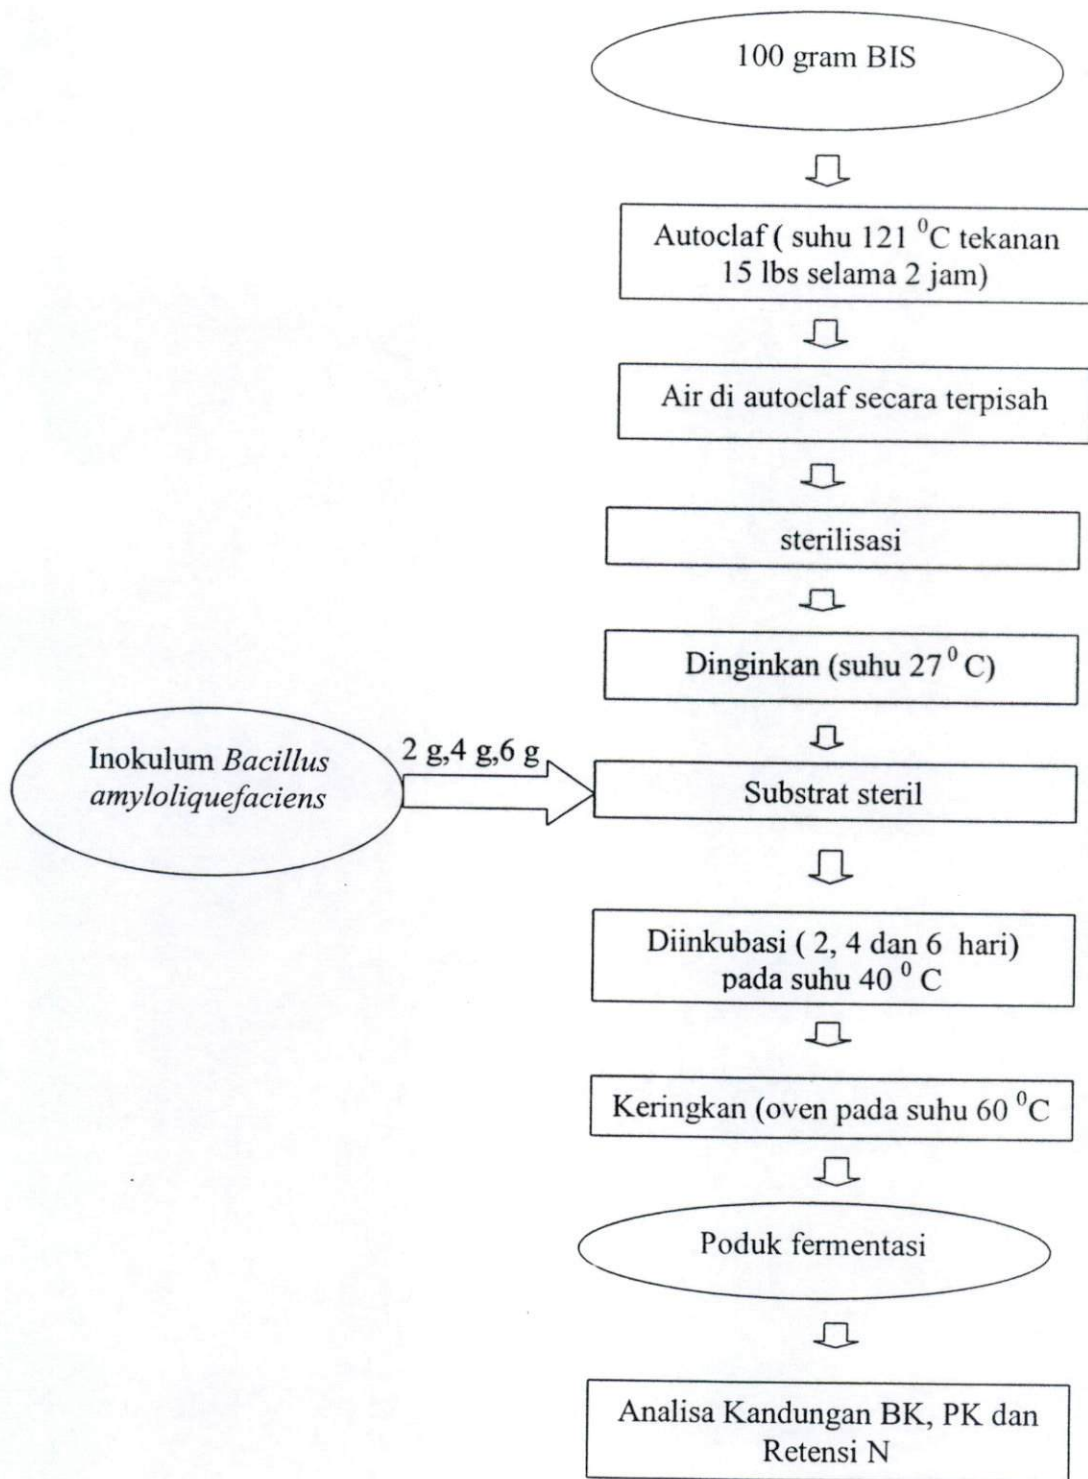 100 gram BIS
Autoclaf ( suhu 121 ⁰C tekanan
15 lbs selama 2 jam)
Air di autoclaf secara terpisah
sterilisasi
Dinginkan (suhu 27 ⁰ C)
Inokulum Bacillus
amyloliquefaciens
2 g,4 g,6 g
Substrat steril
Diinkubasi ( 2, 4 dan 6 hari)
pada suhu 40 ⁰ C
Keringkan (oven pada suhu 60 ⁰C
Poduk fermentasi
Analisa Kandungan BK, PK dan
Retensi N